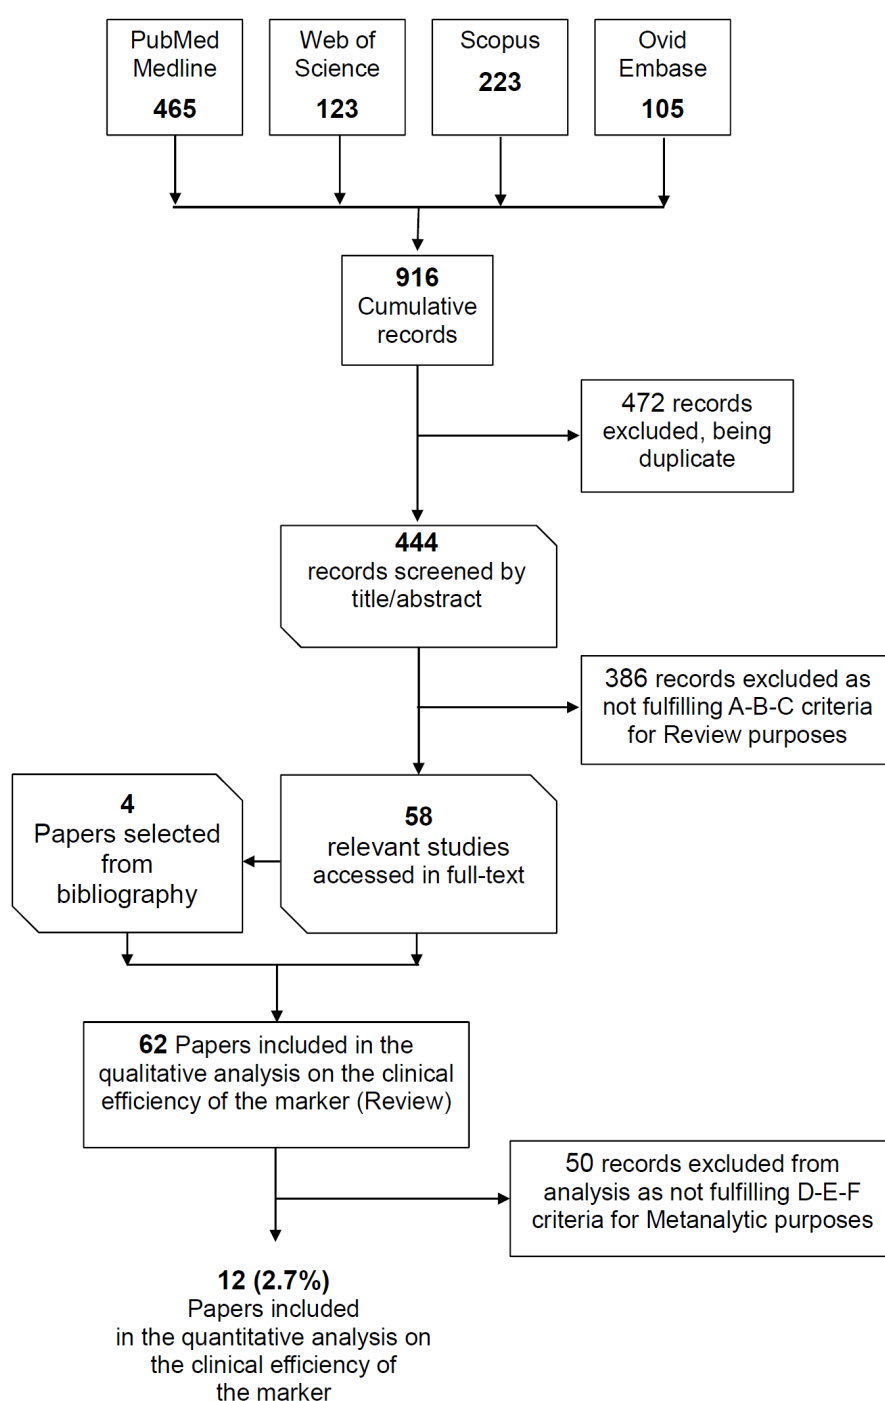 PubMed
Medline
465
Web of
Science
123
Scopus
223
Ovid
Embase
105
916
Cumulative
records
472 records
excluded, being
duplicate
444
records screened by
title/abstract
386 records excluded as
not fulfilling A-B-C criteria
for Review purposes
4
Papers selected
from
bibliography
58
relevant studies
accessed in full-text
62 Papers included in the
qualitative analysis on the clinical
efficiency of the marker (Review)
50 records excluded from
analysis as not fulfilling D-E-F
criteria for Metanalytic purposes
12 (2.7%)
Papers included
in the quantitative analysis on
the clinical efficiency of
the marker